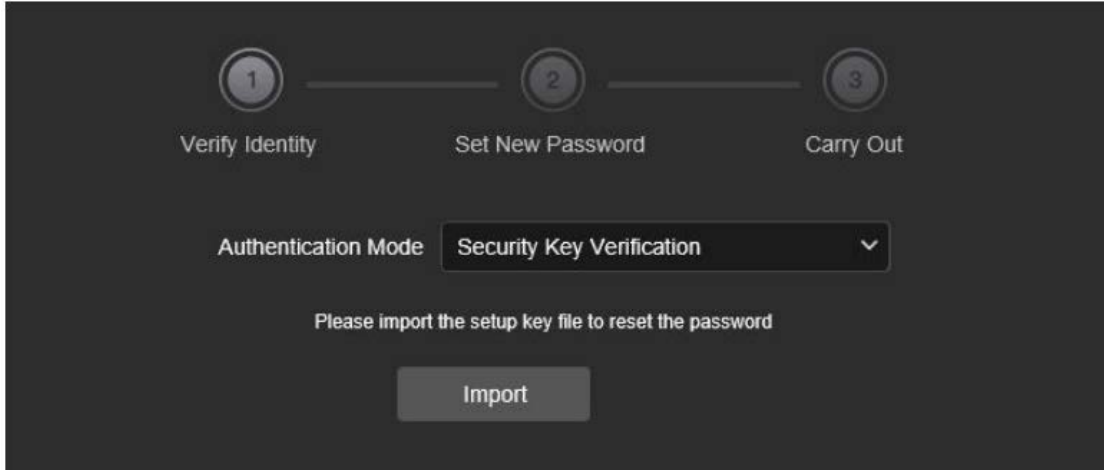 1
2
3
Verify Identity
Set New Password
Carry Out
Authentication Mode Security Key Verification
Please import the setup key file to reset the password
Import